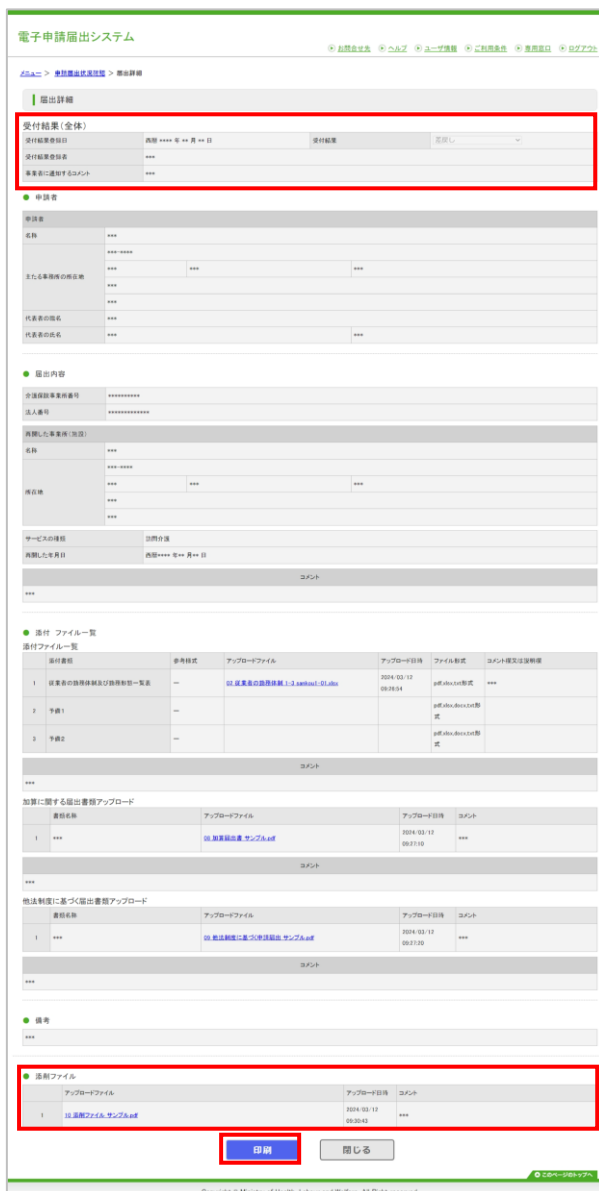 電子申請届出システム
お問合せ先 ヘルプ ユーザ情報 ご利用条件 専用窓口 ログアウト
メニュー > 申請届出状況確認 > 届出詳細
届出詳細
受付結果(全体)
受付結果登録日 西暦 **** 年 ** 月 ** 日 受付結果 差戻し
受付結果登録者 ***
事業者に通知するコメント ***
● 申請者
申請者
名称 ***
***-****
主たる事務所の所在地 *** *** ***
***
***
代表者の職名 ***
代表者の氏名 *** ***
● 届出内容
介護保険事業所番号 **********
法人番号 *************
再開した事業所(施設)
名称 ***
***-****
所在地 *** *** ***
***
***
サービスの種類 訪問介護
再開した年月日 西暦**** 年** 月** 日
コメント
***
● 添付 ファイル一覧
添付ファイル一覧
添付書類 参考様式 アップロードファイル アップロード日時 ファイル形式 コメント欄又は説明欄
1 従業者の勤務体制及び勤務形態一覧表 ― 02 従業者の勤務体制 1-3 sankou1-01.xlsx 2024/03/12 09:26:54 pdf,xlsx,txt形式 ***
2 予備1 ― pdf,xlsx,docx,txt形式
3 予備2 ― pdf,xlsx,docx,txt形式
コメント
***
加算に関する届出書類アップロード
書類名称 アップロードファイル アップロード日時 コメント
1 *** 08 加算届出書 サンプル.pdf 2024/03/12 09:27:10 ***
コメント
***
他法制度に基づく届出書類アップロード
書類名称 アップロードファイル アップロード日時 コメント
1 *** 09 他法制度に基づく申請届出 サンプル.pdf 2024/03/12 09:27:20 ***
コメント
***
● 備考
***
● 添削ファイル
アップロードファイル アップロード日時 コメント
1 10 添削ファイル サンプル.pdf 2024/03/12 09:30:43 ***
印刷 閉じる
このページのトップへ